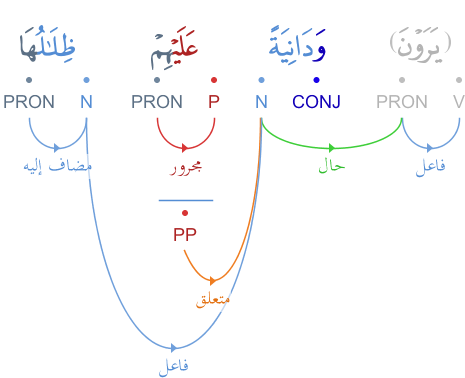 (يَرَوْنَ) وَدَانِيَةً عَلَيْهِمْ ظِلَـٰلُهَا
V PRON CONJ N P PRON N PRON
فاعل حال مجرور مضاف إليه
PP
متعلق
فاعل